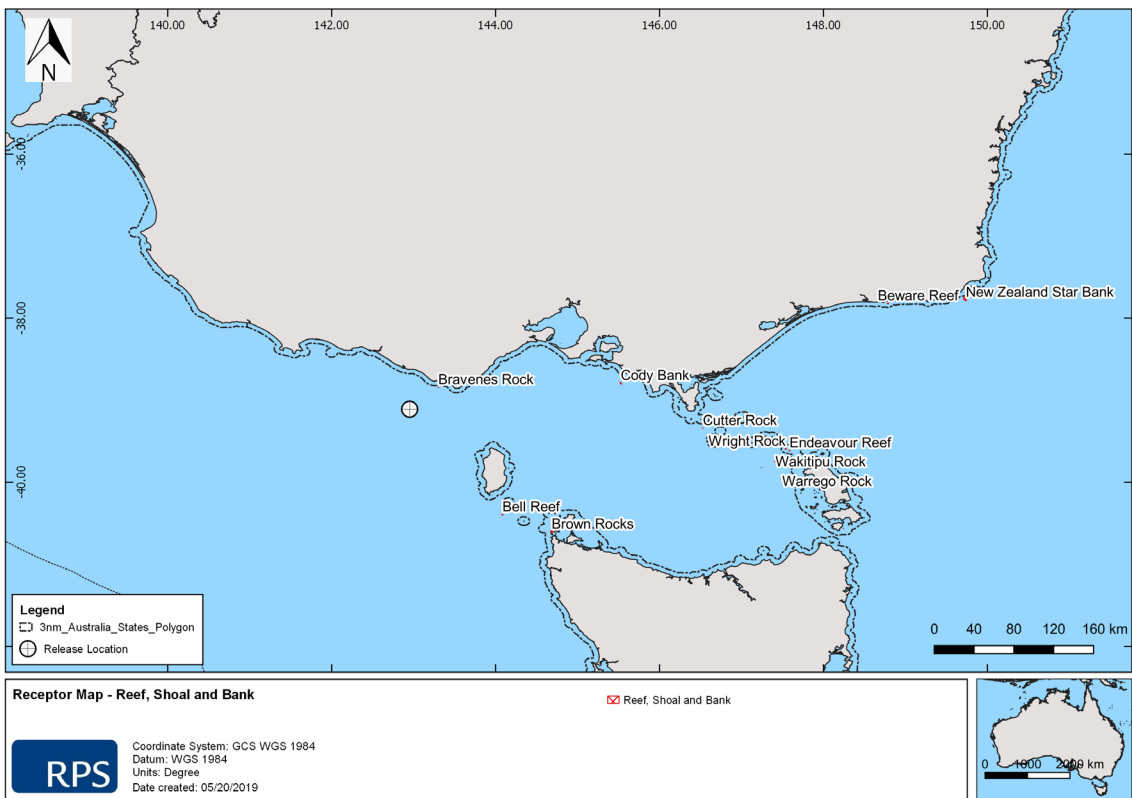 140.00 142.00 144.00 146.00 148.00 150.00
N
-36.00
-38.00
Beware Reef New Zealand Star Bank
Bravenes Rock Cody Bank
Cutter Rock
Wright Rock Endeavour Reef
Wakitipu Rock
-40.00 Warrego Rock
Bell Reef
Brown Rocks
Legend
3nm_Australia_States_Polygon
Release Location
0 40 80 120 160 km
Receptor Map - Reef, Shoal and Bank
Reef, Shoal and Bank
RPS
Coordinate System: GCS WGS 1984
Datum: WGS 1984
Units: Degree
Date created: 05/20/2019
0 1000 2000 km